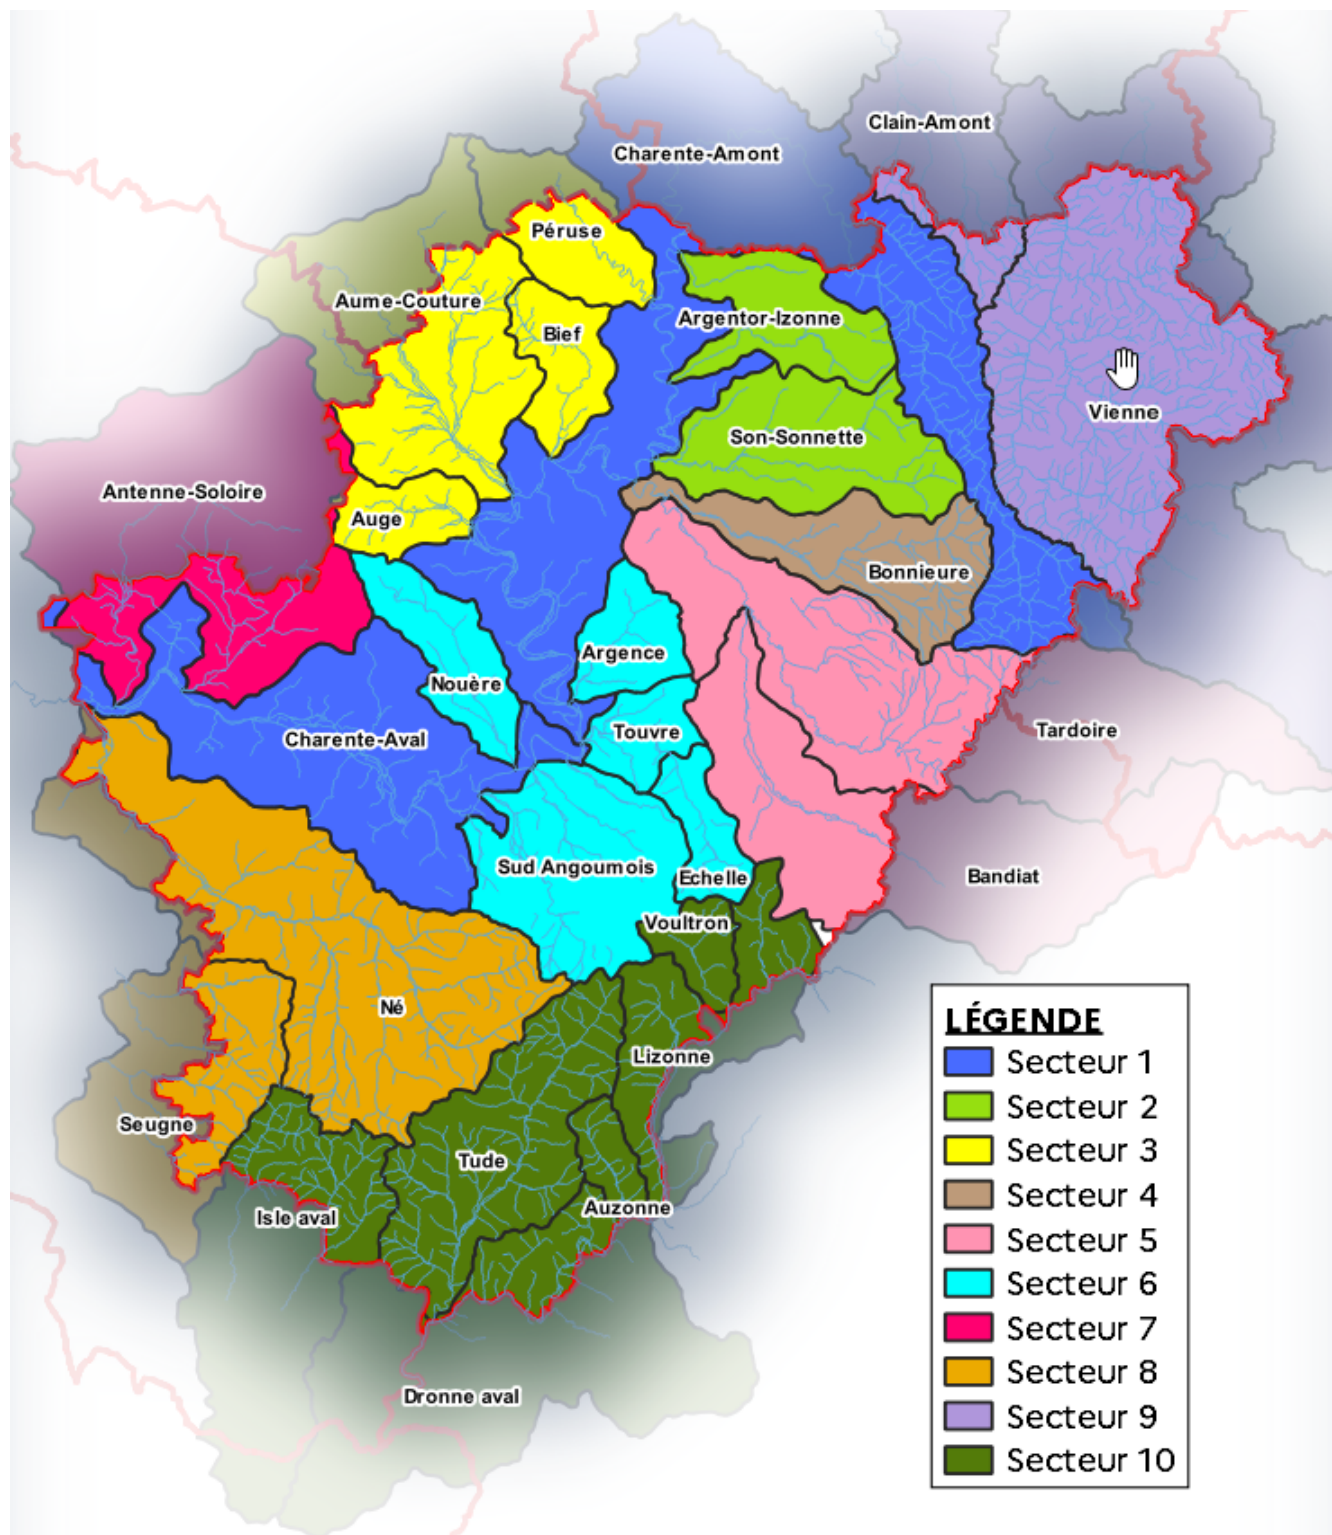 Clain-Amont
Charente-Amont
Péruse
Aume-Couture
Argentor-Izonne
Bief
Vienne
Son-Sonnette
Antenne-Soloire
Auge
Bonnieure
Argence
Nouère
Tardoire
Touvre
Charente-Aval
Sud Angoumois
Bandiat
Echelle
Voultron
Né
LÉGENDE
Lizonne
Secteur 1
Secteur 2
Seugne
Secteur 3
Tude
Secteur 4
Auzonne
Isle aval
Secteur 5
Secteur 6
Secteur 7
Secteur 8
Dronne aval
Secteur 9
Secteur 10